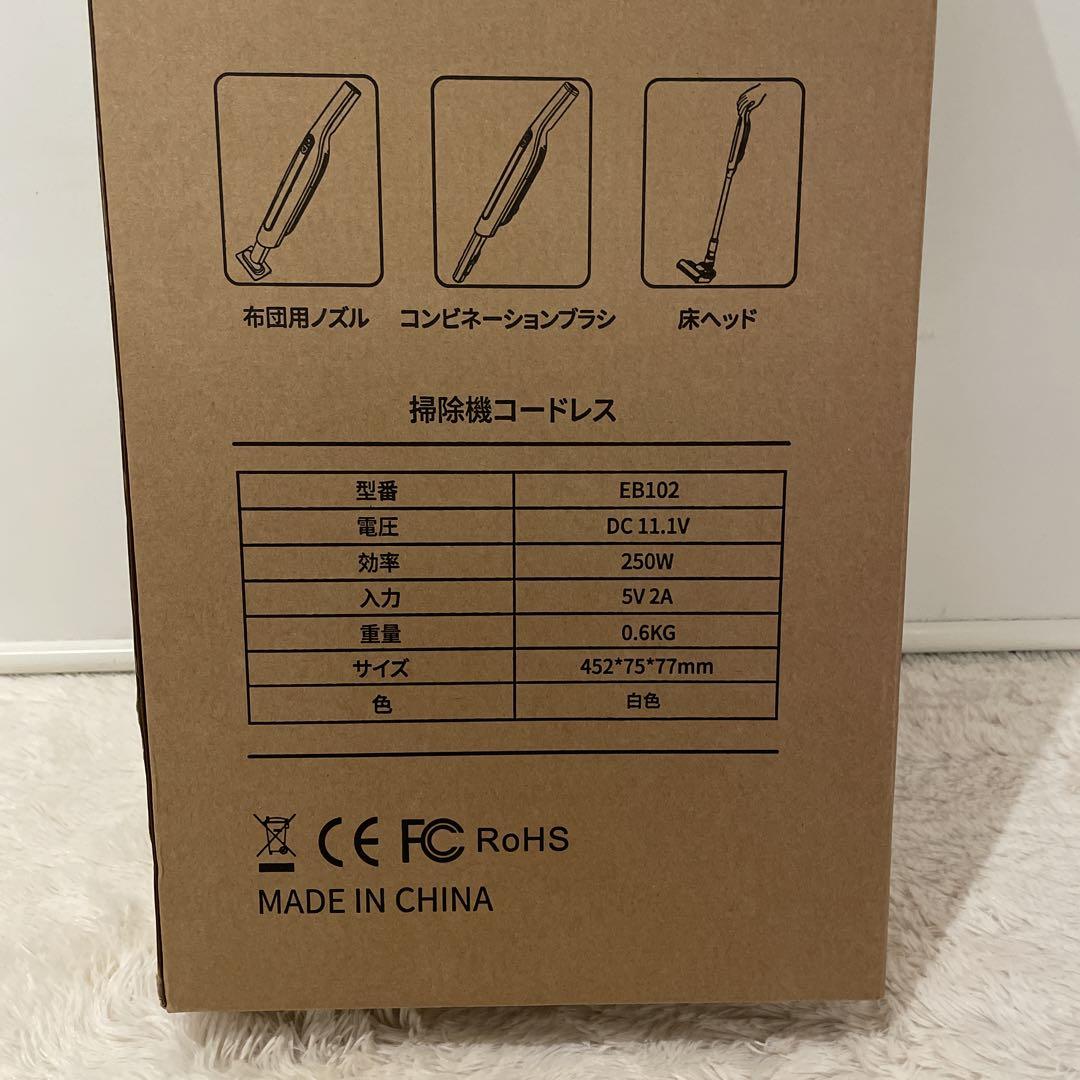 布団用ノズル コンビネーションブラシ 床ヘッド
掃除機コードレス
型番 EB102
電圧 DC 11.1V
効率 250W
入力 5V 2A
重量 0.6KG
サイズ 452*75*77mm
色 白色
CE FC RoHS
MADE IN CHINA